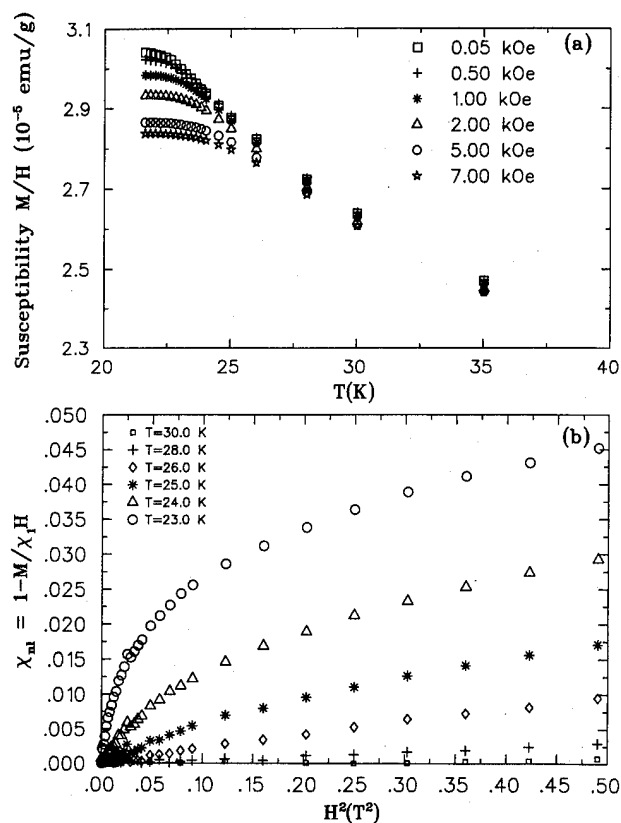 (a)
Susceptibility M/H (10⁻⁵ emu/g)
3.1
2.9
2.7
2.5
2.3
0.05 kOe
0.50 kOe
1.00 kOe
2.00 kOe
5.00 kOe
7.00 kOe
20
25
30
35
40
T(K)
(b)
χₙₗ = 1−M/χ₁H
.050
.045
.040
.035
.030
.025
.020
.015
.010
.005
.000
T=30.0 K
T=28.0 K
T=26.0 K
T=25.0 K
T=24.0 K
T=23.0 K
.00 .05 .10 .15 .20 .25 .30 .35 .40 .45 .50
H²(T²)